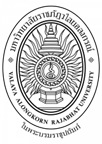 มหาวิทยาลัยราชภัฏวไลยอลงกรณ์
VALAYA ALONGKORN RAJABHAT UNIVERSITY
ในพระบรมราชูปถัมภ์